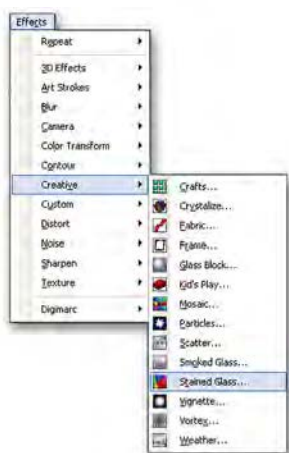 Effects
Repeat
3D Effects
Art Strokes
Blur
Camera
Color Transform
Contour
Creative
Custom
Distort
Noise
Sharpen
Texture
Digimarc
Crafts...
Crystalize...
Fabric...
Frame...
Glass Block...
Kid's Play...
Mosaic...
Particles...
Scatter...
Smoked Glass...
Stained Glass...
Vignette...
Vortex...
Weather...